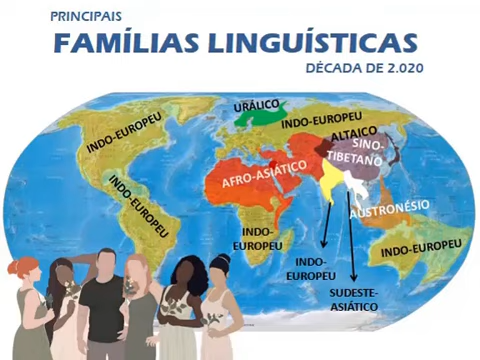 PRINCIPAIS
FAMÍLIAS LINGUÍSTICAS
DÉCADA DE 2.020
URÁLICO
INDO-EUROPEU
INDO-EUROPEU
ALTAICO
SINO-
TIBETANO
AFRO-ASIÁTICO
INDO-EUROPEU
AUSTRONÉSIO
INDO-
EUROPEU
INDO-EUROPEU
INDO-
EUROPEU
SUDESTE-
ASIÁTICO